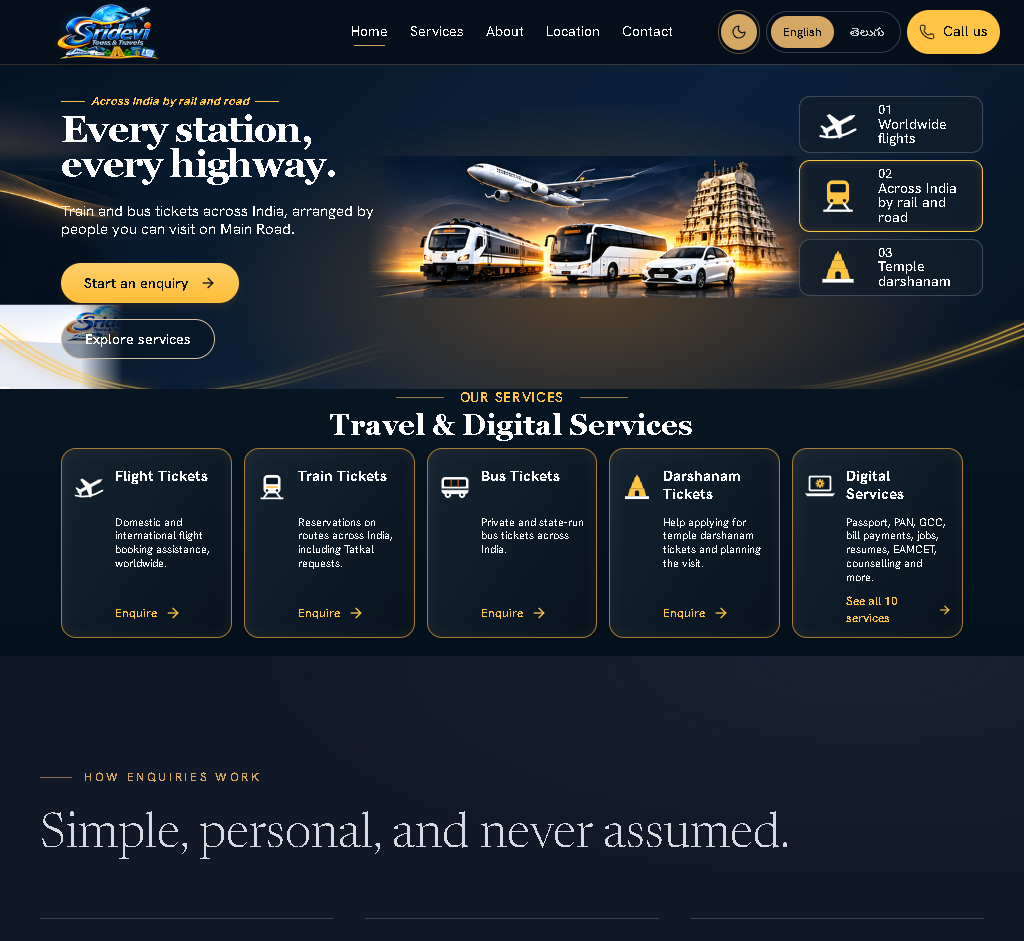 Sridevi
Tours & Travels
Home
Services
About
Location
Contact
English
తెలుగు
Call us
Across India by rail and road
Every station,
every highway.
Train and bus tickets across India, arranged by
people you can visit on Main Road.
Start an enquiry
Explore services
01
Worldwide
flights
02
Across India
by rail and
road
03
Temple
darshanam
OUR SERVICES
Travel & Digital Services
Flight Tickets
Domestic and
international flight
booking assistance,
worldwide.
Enquire
Train Tickets
Reservations on
routes across India,
including Tatkal
requests.
Enquire
Bus Tickets
Private and state-run
bus tickets across
India.
Enquire
Darshanam
Tickets
Help applying for
temple darshanam
tickets and planning
the visit.
Enquire
Digital
Services
Passport, PAN, GCC,
bill payments, jobs,
resumes, EAMCET,
counselling and
more.
See all 10
services
HOW ENQUIRIES WORK
Simple, personal, and never assumed.